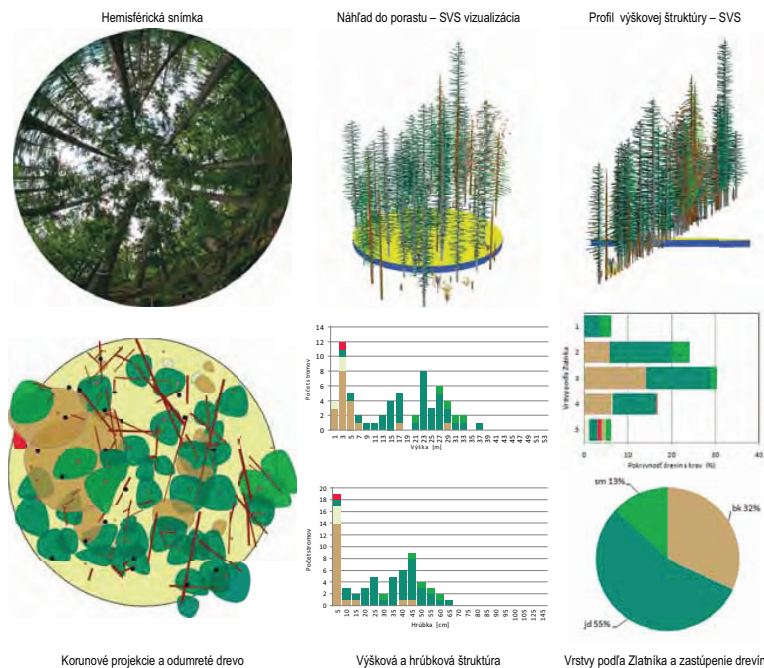 Hemisférická snímka
Náhľad do porastu – SVS vizualizácia
Profil výškovej štruktúry – SVS
14
12
10
8
6
4
2
0
Počet stromov
1 3 5 7 9 11 13 15 17 19 21 23 25 27 29 31 33 35 37 39 41 43 45 47 49 51 53
Výška [m]
1
2
3
4
5
Vrstvy podľa Zlatníka
0 10 20 30 40
Pokryvnosť drevín a krov (%)
20
18
16
14
12
10
8
6
4
2
0
Počet stromov
5 10 15 20 25 30 35 40 45 50 55 60 65 70 75 80 85 90 95 100 105 110 115 120 125 130 135 140 145
Hrúbka [cm]
sm 13%
bk 32%
jd 55%
Korunové projekcie a odumreté drevo
Výšková a hrúbková štruktúra
Vrstvy podľa Zlatníka a zastúpenie drevín